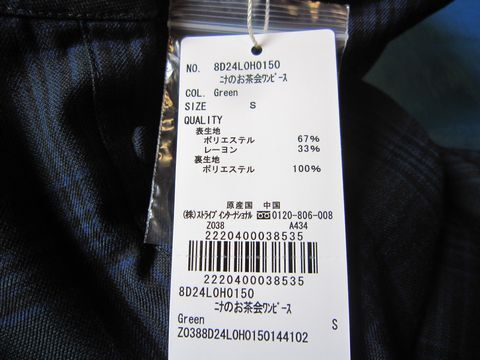 NO. 8D24L0H0150
ニナのお茶会ワンピース
COL. Green
SIZE S
QUALITY
表生地
ポリエステル 67%
レーヨン 33%
裏生地
ポリエステル 100%
原産国 中国
(株)ストライプ インターナショナル 0120-806-008
Z038 A434
2220400038535
2220400038535
8D24L0H0150
ニナのお茶会ワンピース
Green S
Z0388D24L0H0150144102